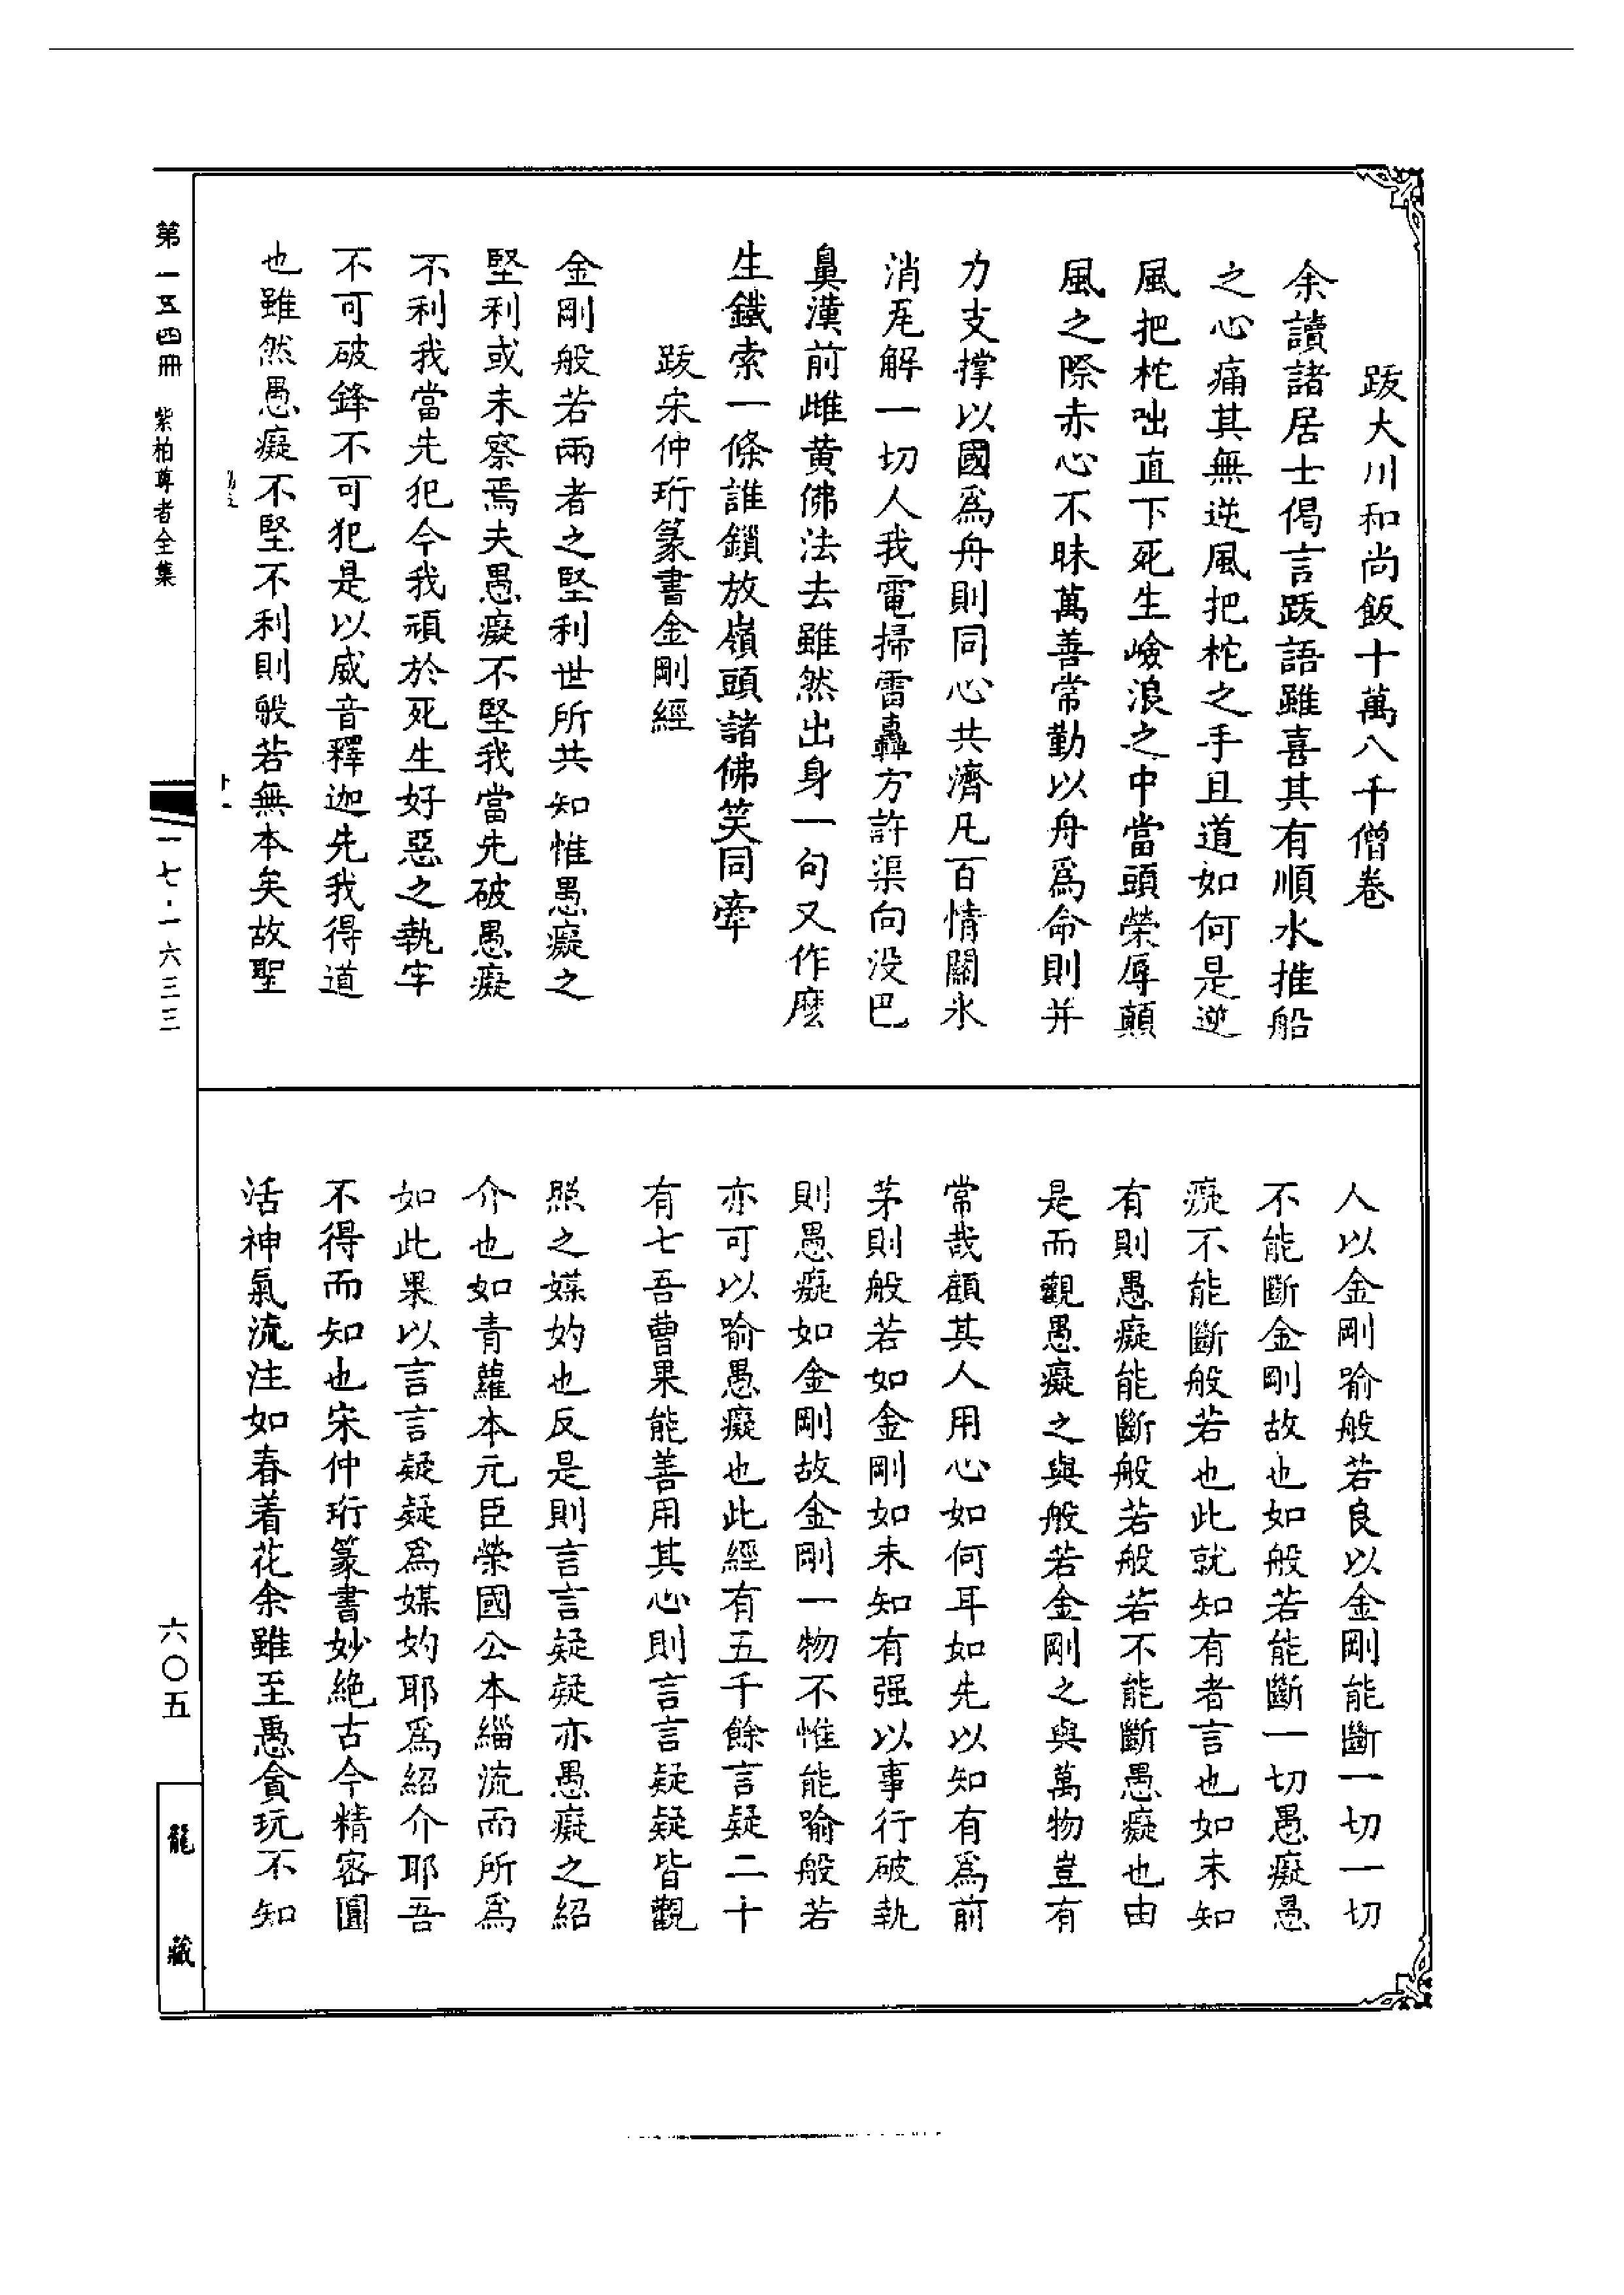 跋大川和尚飯十萬八千僧卷
余讀諸居士偈言跋語雖喜其有順水推船
之心痛其無逆風把柁之手且道如何是逆
風把柁咄直下死生嶮浪之中當頭榮辱顛
風之際赤心不昧萬善常勤以舟爲命則并
力支撑以國爲舟則同心共濟凡百情關氷
消瓦解一切人我電掃雷轟方許渠向没巴
鼻漢前雌黄佛法去雖然出身一句又作麽
生鐵索一條誰鎖放嶺頭諸佛笑同牽
跋宋仲珩篆書金剛經
金剛般若兩者之堅利世所共知惟愚癡之
堅利或未察焉夫愚癡不堅我當先破愚癡
不利我當先犯今我頑於死生好惡之執牢
不可破鋒不可犯是以威音釋迦先我得道
也雖然愚癡不堅不利則般若無本矣故聖
人以金剛喻般若良以金剛能斷一切一切
不能斷金剛故也如般若能斷一切愚癡愚
癡不能斷般若也此就知有者言也如未知
有則愚癡能斷般若般若不能斷愚癡也由
是而觀愚癡之與般若金剛之與萬物豈有
常哉顧其人用心如何耳如先以知有爲前
茅則般若如金剛如未知有强以事行破執
則愚癡如金剛故金剛一物不惟能喻般若
亦可以喻愚癡也此經有五千餘言疑二十
有七吾曹果能善用其心則言言疑疑皆觀
照之媒妁也反是則言言疑疑亦愚癡之紹
介也如青蘿本元臣榮國公本緇流而所爲
如此果以言言疑疑爲媒妁耶爲紹介耶吾
不得而知也宋仲珩篆書妙絶古今精密圓
活神氣流注如春着花余雖至愚貪玩不知
第一五四冊 紫柏尊者全集
一七·一六三三
六〇五
龍藏